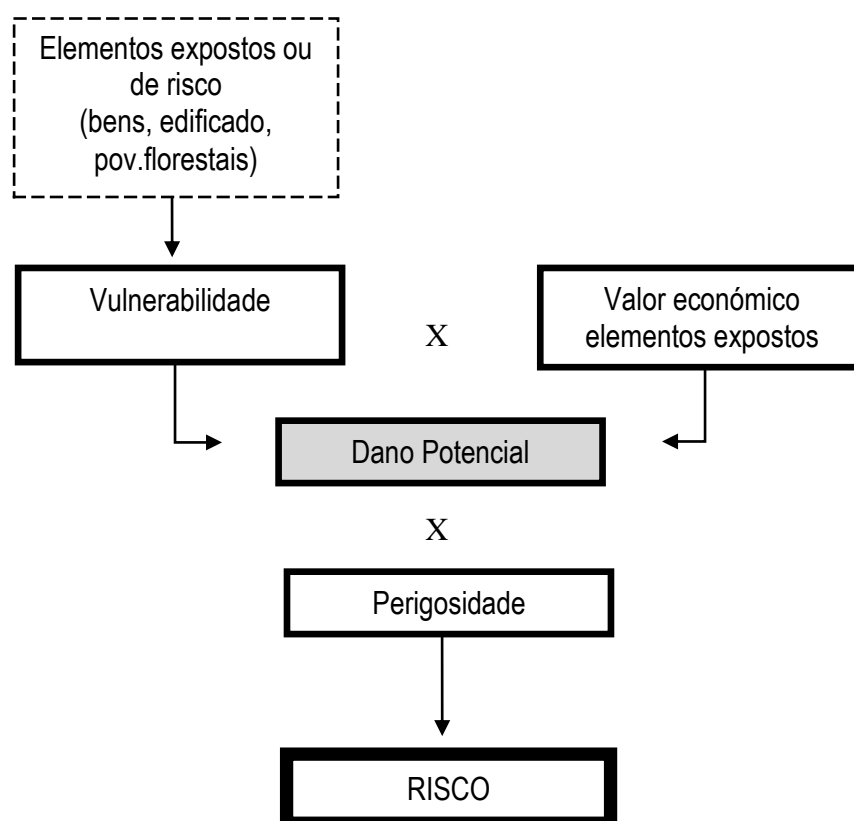 Elementos expostos ou
de risco
(bens, edificado,
pov.florestais)
Vulnerabilidade
X
Valor económico
elementos expostos
Dano Potencial
X
Perigosidade
RISCO